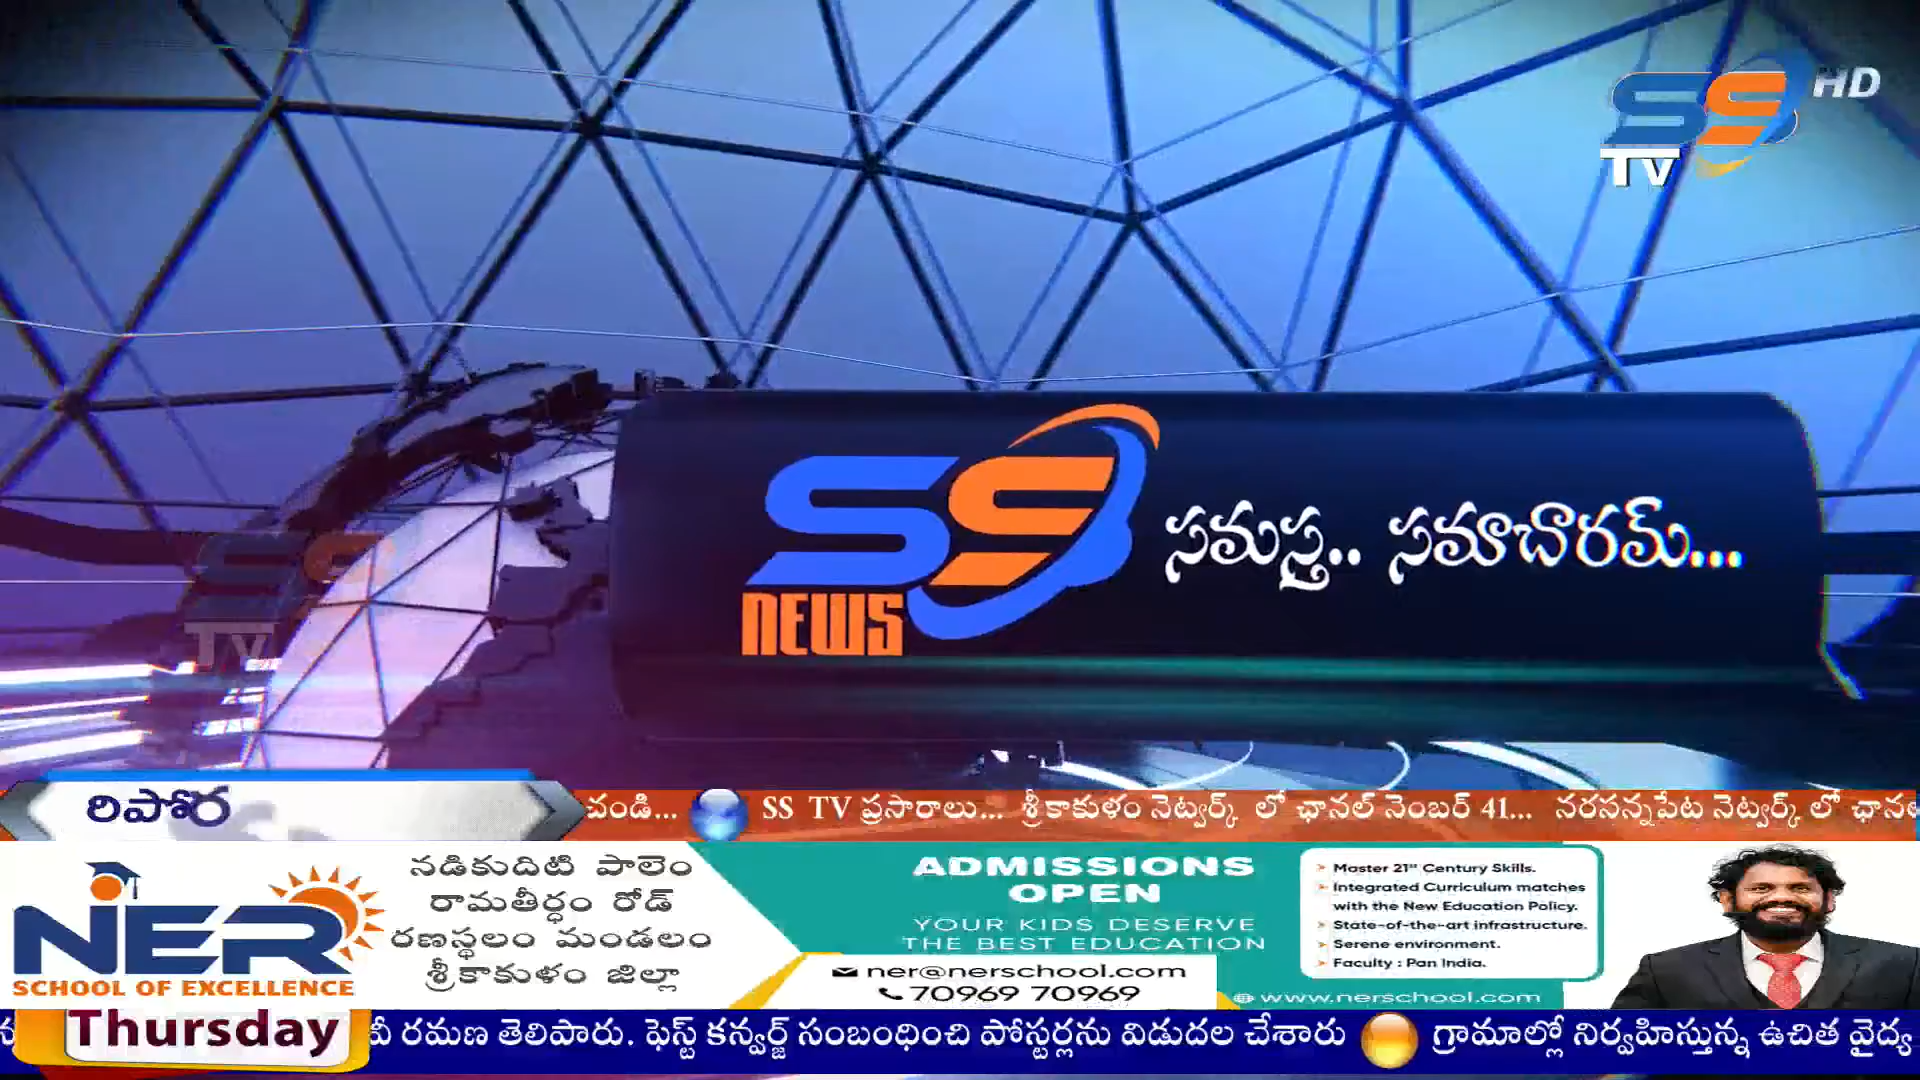 SS HD
TV
SS
NEWS
సమస్త.. సమాచారమ్...
TV
రిపోర
చండి... SS TV ప్రసారాలు... శ్రీకాకుళం నెట్వర్క్ లో ఛానల్ నెంబర్ 41... నరసన్నపేట నెట్వర్క్ లో ఛానల
NER
SCHOOL OF EXCELLENCE
నడికుదిటి పాలెం
రామతీర్థం రోడ్
రణస్థలం మండలం
శ్రీకాకుళం జిల్లా
ADMISSIONS
OPEN
YOUR KIDS DESERVE
THE BEST EDUCATION
ner@nerschool.com
70969 70969
Master 21st Century Skills.
Integrated Curriculum matches
with the New Education Policy.
State-of-the-art infrastructure.
Serene environment.
Faculty : Pan India.
www.nerschool.com
Thursday
వీ రమణ తెలిపారు. ఫెస్ట్ కన్వర్జ్ సంబంధించి పోస్టర్లను విడుదల చేశారు గ్రామాల్లో నిర్వహిస్తున్న ఉచిత వైద్య